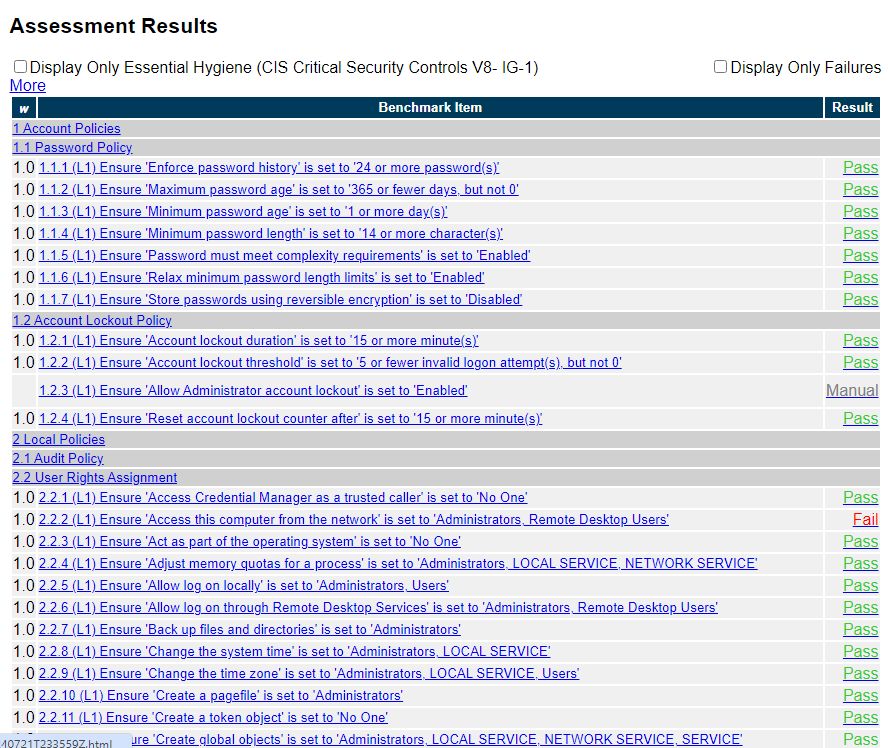 Assessment Results
Display Only Essential Hygiene (CIS Critical Security Controls V8- IG-1) Display Only Failures
More
w Benchmark Item Result
1 Account Policies
1.1 Password Policy
1.0 1.1.1 (L1) Ensure 'Enforce password history' is set to '24 or more password(s)' Pass
1.0 1.1.2 (L1) Ensure 'Maximum password age' is set to '365 or fewer days, but not 0' Pass
1.0 1.1.3 (L1) Ensure 'Minimum password age' is set to '1 or more day(s)' Pass
1.0 1.1.4 (L1) Ensure 'Minimum password length' is set to '14 or more character(s)' Pass
1.0 1.1.5 (L1) Ensure 'Password must meet complexity requirements' is set to 'Enabled' Pass
1.0 1.1.6 (L1) Ensure 'Relax minimum password length limits' is set to 'Enabled' Pass
1.0 1.1.7 (L1) Ensure 'Store passwords using reversible encryption' is set to 'Disabled' Pass
1.2 Account Lockout Policy
1.0 1.2.1 (L1) Ensure 'Account lockout duration' is set to '15 or more minute(s)' Pass
1.0 1.2.2 (L1) Ensure 'Account lockout threshold' is set to '5 or fewer invalid logon attempt(s), but not 0' Pass
1.2.3 (L1) Ensure 'Allow Administrator account lockout' is set to 'Enabled' Manual
1.0 1.2.4 (L1) Ensure 'Reset account lockout counter after' is set to '15 or more minute(s)' Pass
2 Local Policies
2.1 Audit Policy
2.2 User Rights Assignment
1.0 2.2.1 (L1) Ensure 'Access Credential Manager as a trusted caller' is set to 'No One' Pass
1.0 2.2.2 (L1) Ensure 'Access this computer from the network' is set to 'Administrators, Remote Desktop Users' Fail
1.0 2.2.3 (L1) Ensure 'Act as part of the operating system' is set to 'No One' Pass
1.0 2.2.4 (L1) Ensure 'Adjust memory quotas for a process' is set to 'Administrators, LOCAL SERVICE, NETWORK SERVICE' Pass
1.0 2.2.5 (L1) Ensure 'Allow log on locally' is set to 'Administrators, Users' Pass
1.0 2.2.6 (L1) Ensure 'Allow log on through Remote Desktop Services' is set to 'Administrators, Remote Desktop Users' Pass
1.0 2.2.7 (L1) Ensure 'Back up files and directories' is set to 'Administrators' Pass
1.0 2.2.8 (L1) Ensure 'Change the system time' is set to 'Administrators, LOCAL SERVICE' Pass
1.0 2.2.9 (L1) Ensure 'Change the time zone' is set to 'Administrators, LOCAL SERVICE, Users' Pass
1.0 2.2.10 (L1) Ensure 'Create a pagefile' is set to 'Administrators' Pass
1.0 2.2.11 (L1) Ensure 'Create a token object' is set to 'No One' Pass
40721T233559Z.html ure 'Create global objects' is set to 'Administrators, LOCAL SERVICE, NETWORK SERVICE, SERVICE' Pass